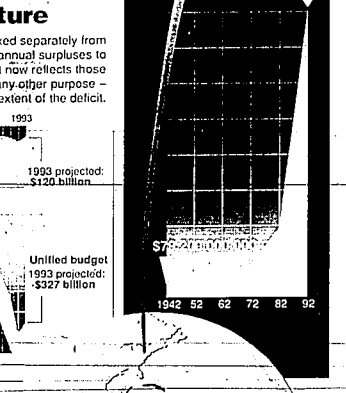 ture
ked separately from
annual surpluses to
t now reflects those
any other purpose –
extent of the deficit.
1993
1993 projected:
$120 billion
Unified budget
1993 projected:
-$327 billion
1942 52 62 72 82 92